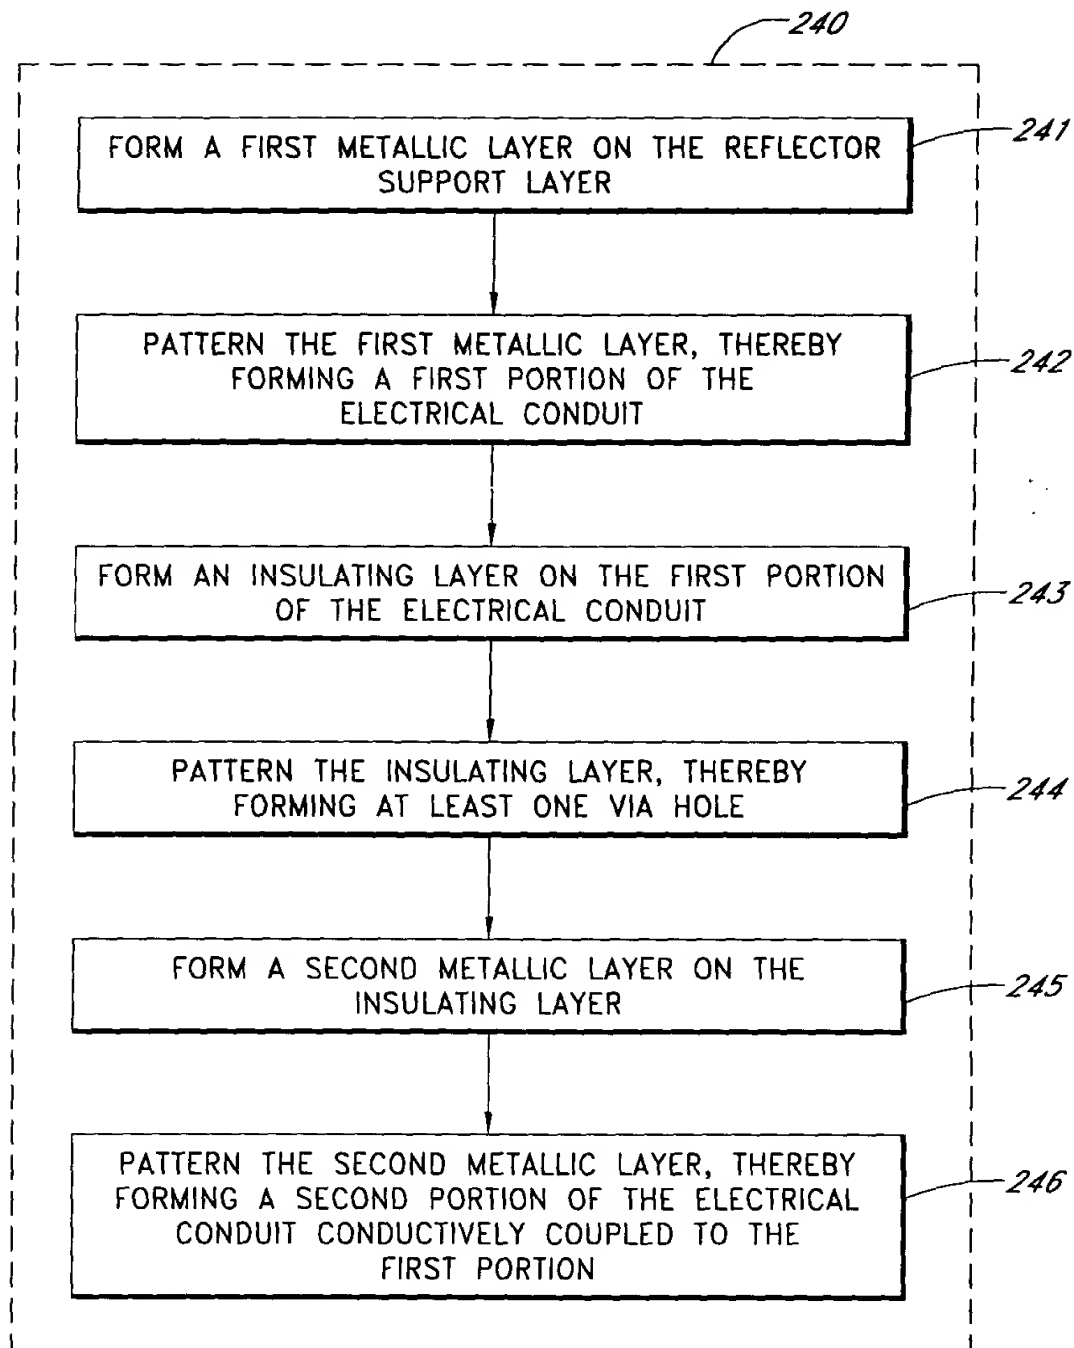 240
FORM A FIRST METALLIC LAYER ON THE REFLECTOR
SUPPORT LAYER
241
PATTERN THE FIRST METALLIC LAYER, THEREBY
FORMING A FIRST PORTION OF THE
ELECTRICAL CONDUIT
242
FORM AN INSULATING LAYER ON THE FIRST PORTION
OF THE ELECTRICAL CONDUIT
243
PATTERN THE INSULATING LAYER, THEREBY
FORMING AT LEAST ONE VIA HOLE
244
FORM A SECOND METALLIC LAYER ON THE
INSULATING LAYER
245
PATTERN THE SECOND METALLIC LAYER, THEREBY
FORMING A SECOND PORTION OF THE ELECTRICAL
CONDUIT CONDUCTIVELY COUPLED TO THE
FIRST PORTION
246